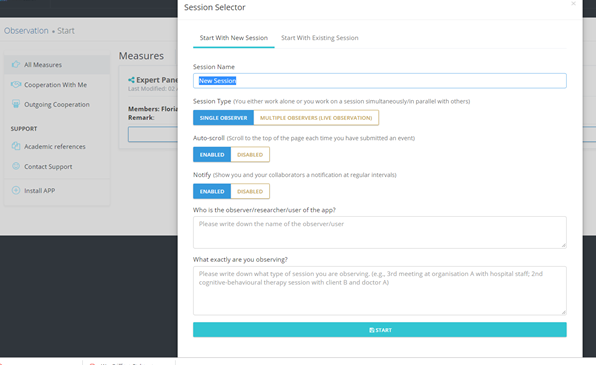 Session Selector
×
Observation • Start
Start With New Session
Start With Existing Session
All Measures
Cooperation With Me
Outgoing Cooperation
SUPPORT
Academic references
Contact Support
Install APP
Measures
Expert Pane
Last Modified: 02
Members: Floria
Remark:
Session Name
New Session
Session Type (You either work alone or you work on a session simultaneously/in parallel with others)
SINGLE OBSERVER
MULTIPLE OBSERVERS (LIVE OBSERVATION)
Auto-scroll (Scroll to the top of the page each time you have submitted an event)
ENABLED
DISABLED
Notify (Show you and your collaborators a notification at regular intervals)
ENABLED
DISABLED
Who is the observer/researcher/user of the app?
Please write down the name of the observer/user
What exactly are you observing?
Please write down what type of session you are observing. (e.g., 3rd meeting at organisation A with hospital staff; 2nd
cognitive-behavioural therapy session with client B and doctor A)
START